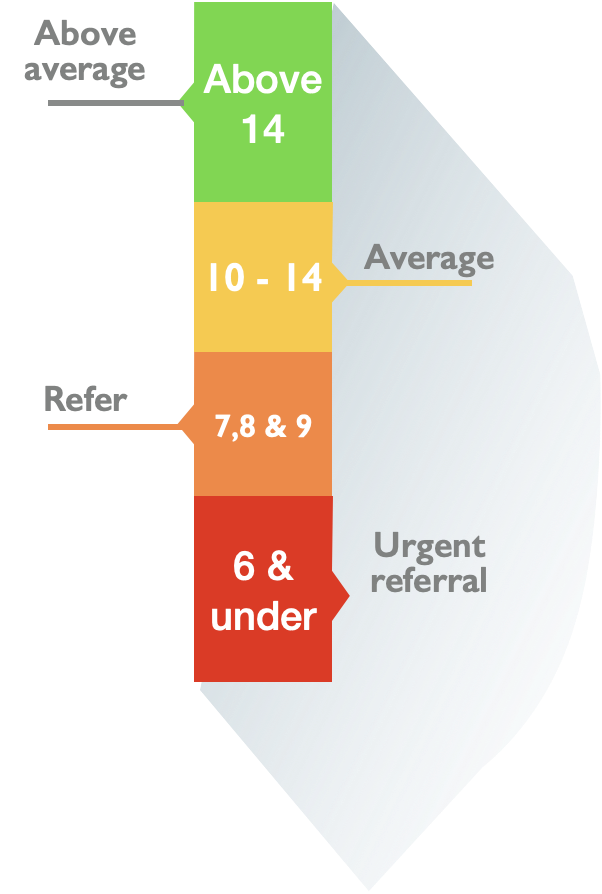 Above
average
Above
14
10 - 14
Average
Refer
7,8 & 9
6 &
under
Urgent
referral